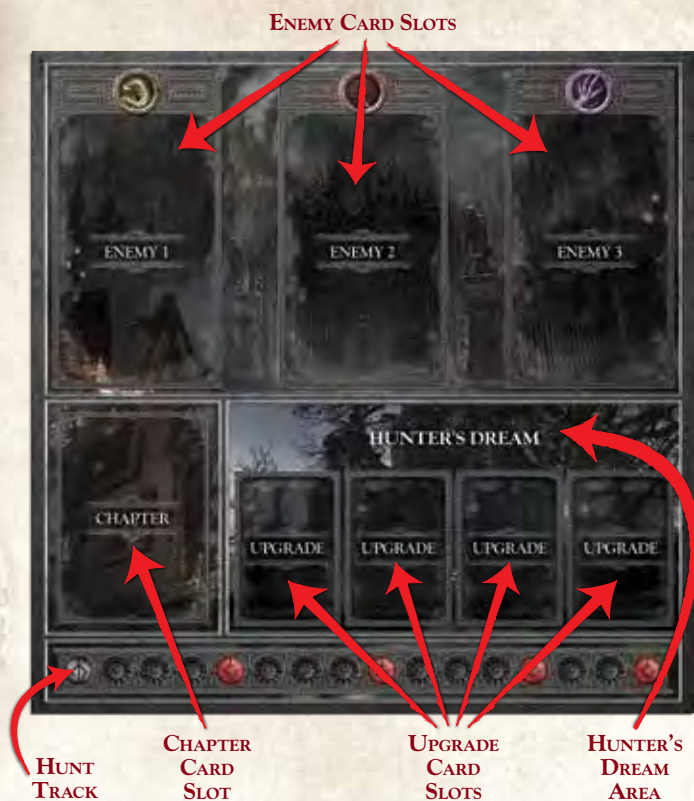 ENEMY CARD SLOTS
ENEMY 1
ENEMY 2
ENEMY 3
HUNTER'S DREAM
CHAPTER
UPGRADE
UPGRADE
UPGRADE
UPGRADE
HUNT
TRACK
CHAPTER
CARD
SLOT
UPGRADE
CARD
SLOTS
HUNTER'S
DREAM
AREA